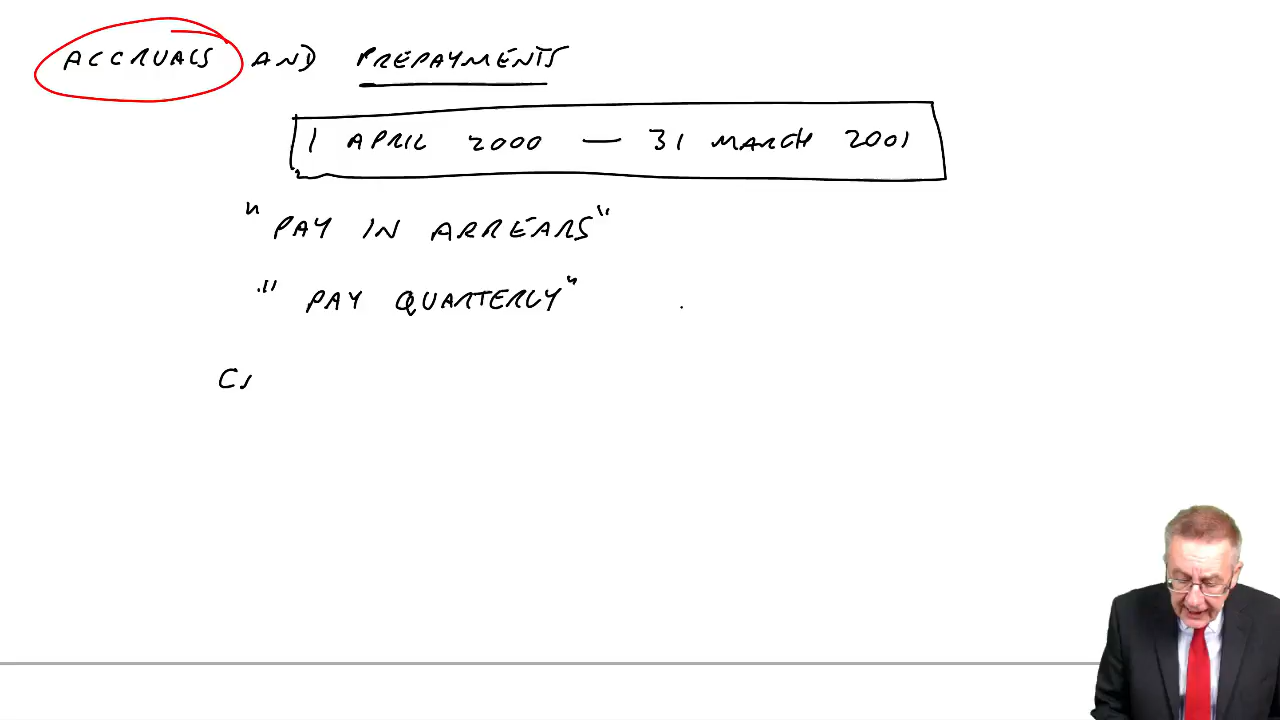 ACCRUALS AND PREPAYMENTS
1 APRIL 2000 — 31 MARCH 2001
"PAY IN ARREARS"
"PAY QUARTERLY"